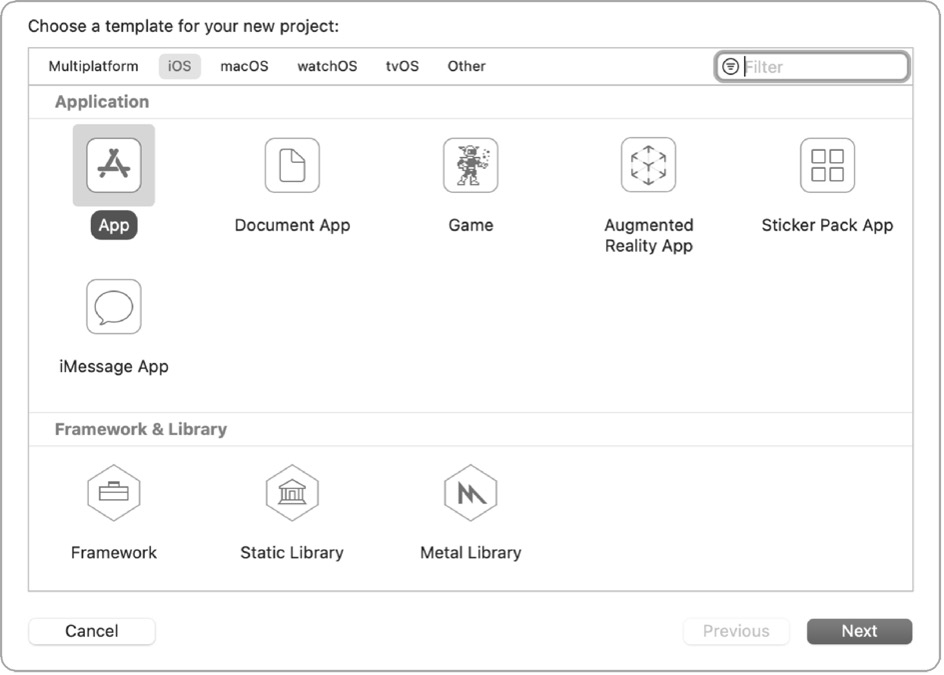 Choose a template for your new project:
Multiplatform iOS macOS watchOS tvOS Other Filter
Application
App Document App Game Augmented Reality App Sticker Pack App
iMessage App
Framework & Library
Framework Static Library Metal Library
Cancel Previous Next